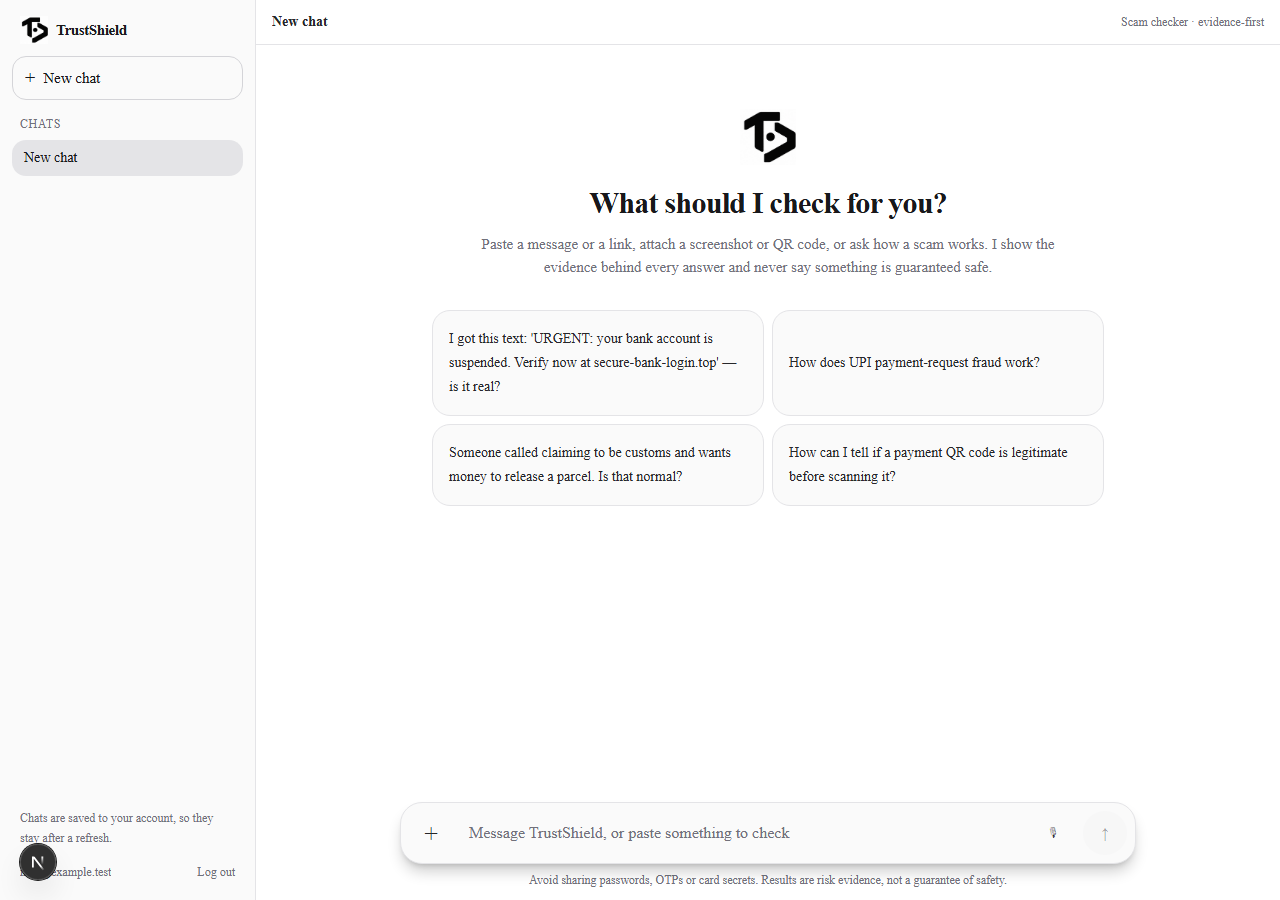 TrustShield
+ New chat
CHATS
New chat
Chats are saved to your account, so they
stay after a refresh.
N
example.test
Log out
New chat
Scam checker · evidence-first
What should I check for you?
Paste a message or a link, attach a screenshot or QR code, or ask how a scam works. I show the
evidence behind every answer and never say something is guaranteed safe.
I got this text: 'URGENT: your bank account is
suspended. Verify now at secure-bank-login.top' —
is it real?
How does UPI payment-request fraud work?
Someone called claiming to be customs and wants
money to release a parcel. Is that normal?
How can I tell if a payment QR code is legitimate
before scanning it?
+ Message TrustShield, or paste something to check ↑
Avoid sharing passwords, OTPs or card secrets. Results are risk evidence, not a guarantee of safety.